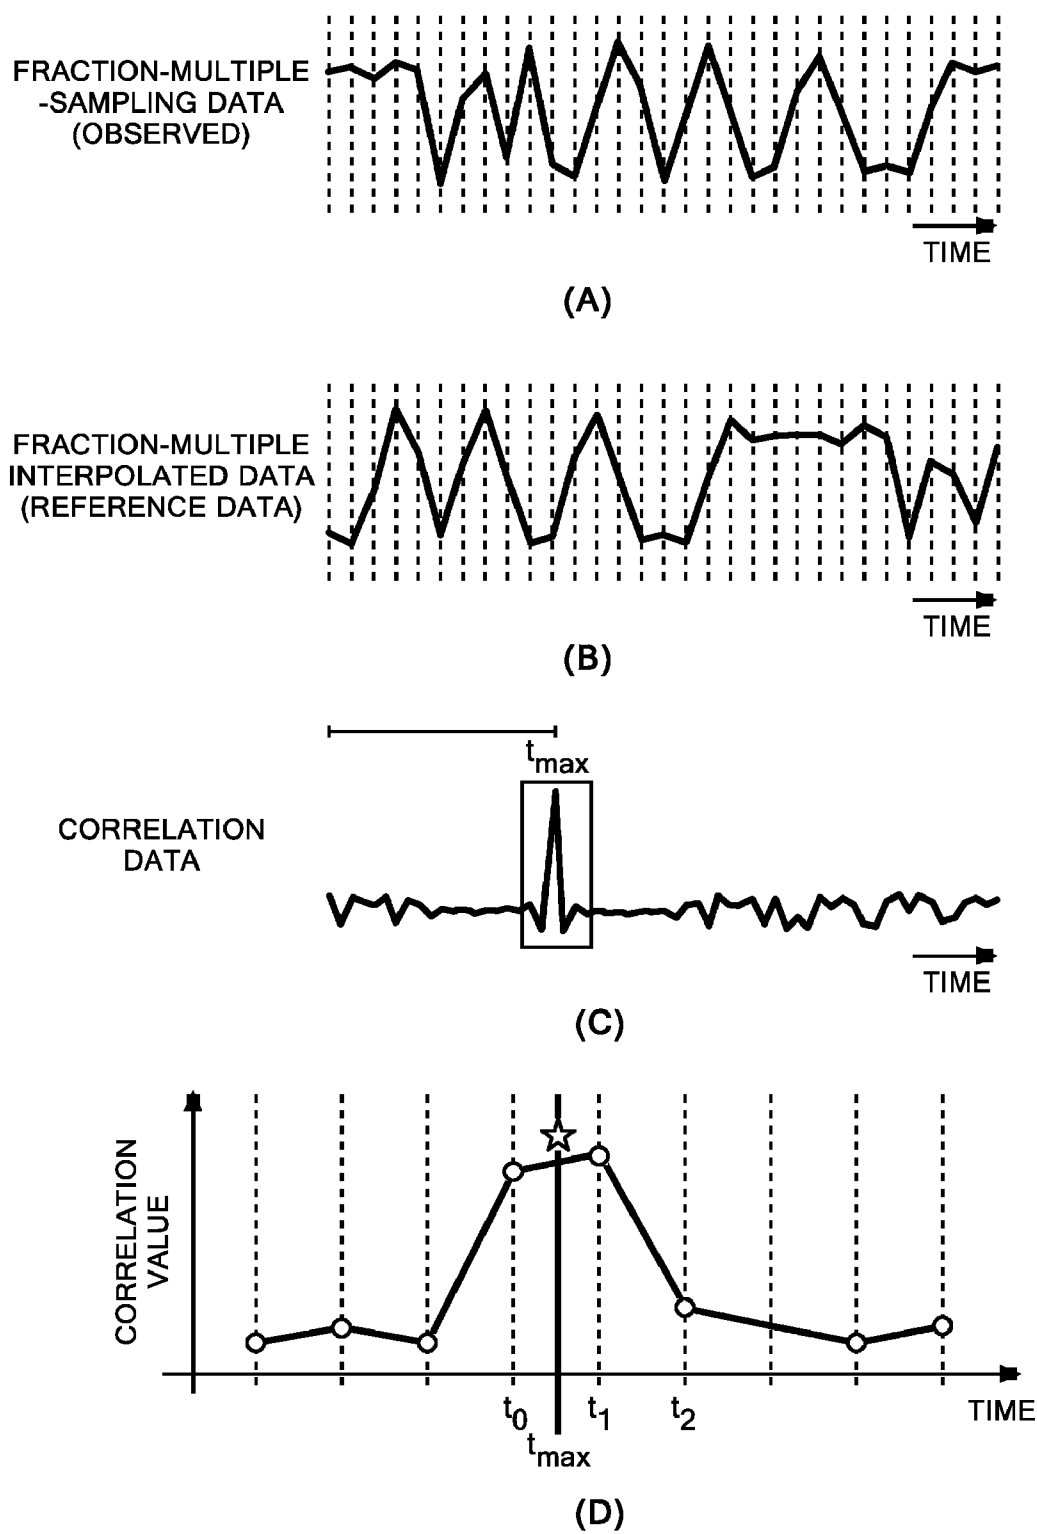 FRACTION-MULTIPLE
-SAMPLING DATA
(OBSERVED)
TIME
(A)
FRACTION-MULTIPLE
INTERPOLATED DATA
(REFERENCE DATA)
TIME
(B)
tmax
CORRELATION
DATA
TIME
(C)
CORRELATION
VALUE
t0 t1 t2 TIME
tmax
(D)